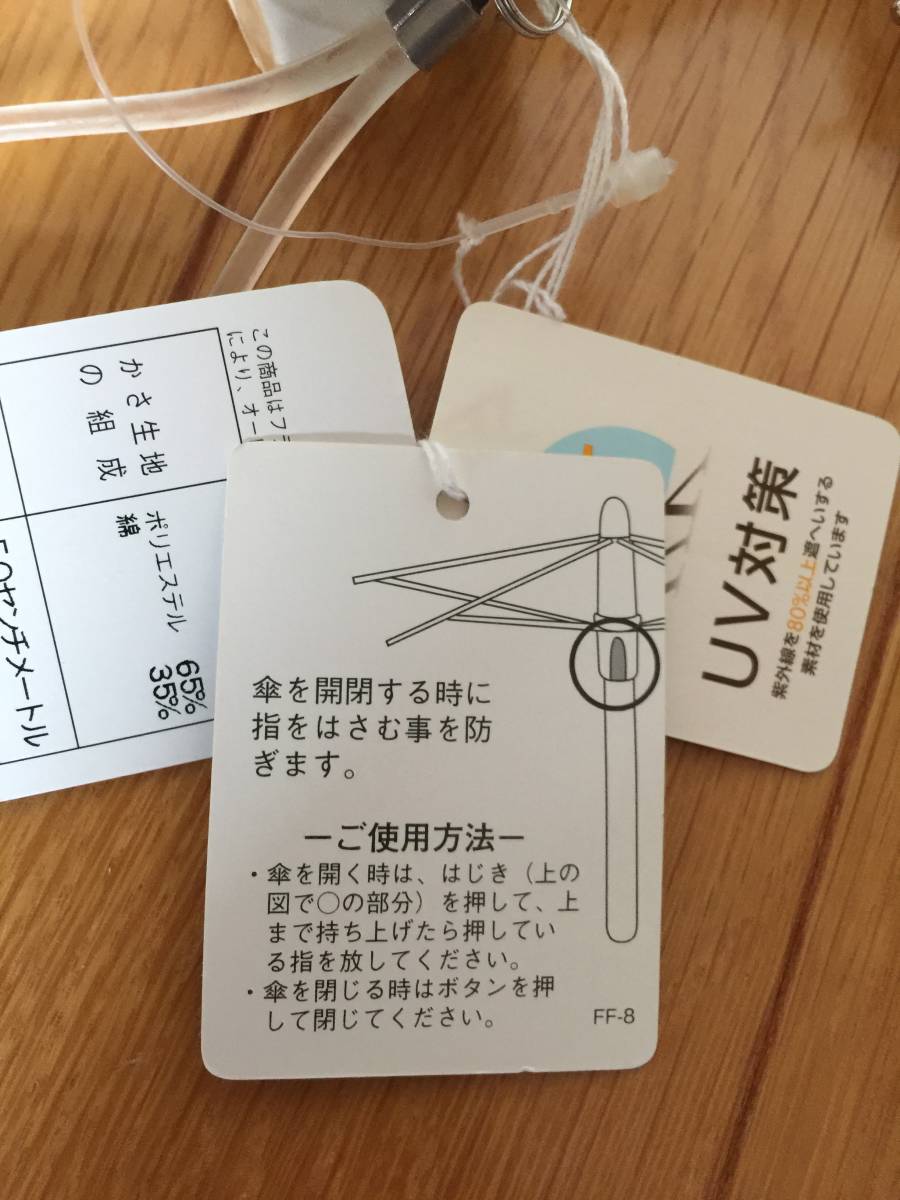 この商品はフラ
により、オー
かさ生地
の組成
ポリエステル 65%
綿 35%
50センチメートル
UV対策
紫外線を80%以上遮へいする
素材を使用しています
傘を開閉する時に
指をはさむ事を防
ぎます。
ーご使用方法ー
・傘を開く時は、はじき（上の
図で○の部分）を押して、上
まで持ち上げたら押してい
る指を放してください。
・傘を閉じる時はボタンを押
して閉じてください。
FF-8